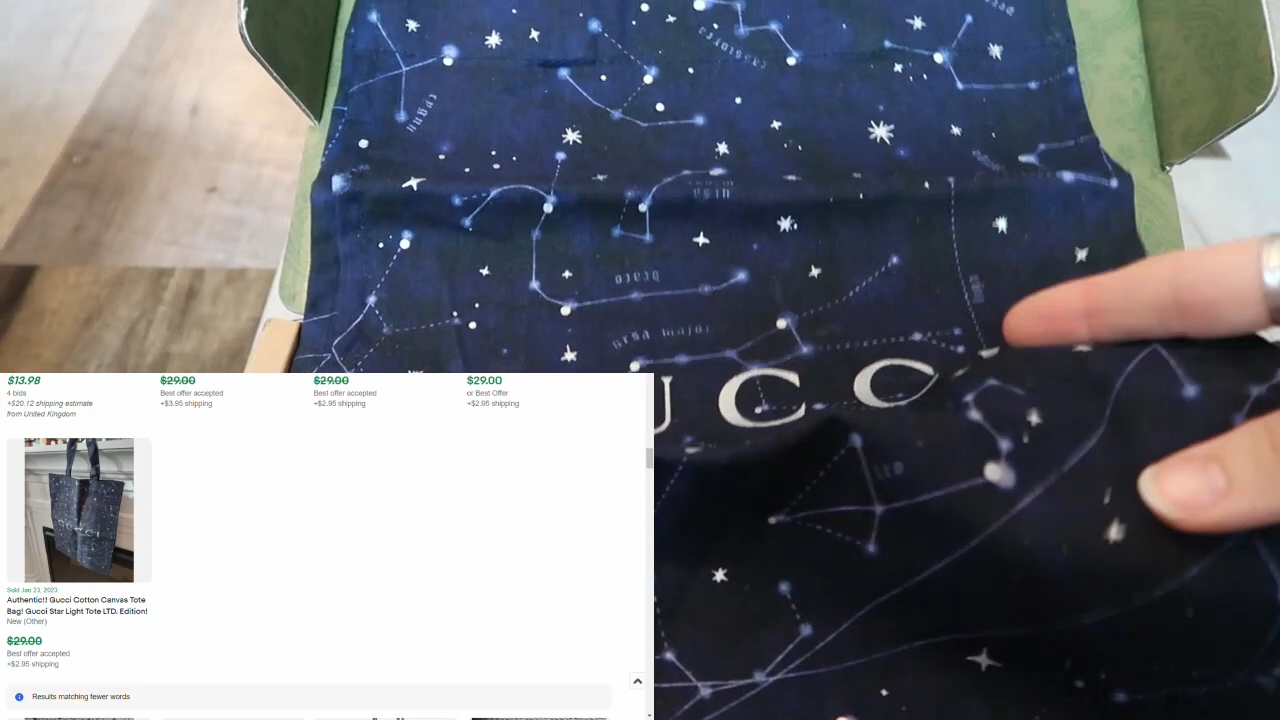 ursa major
UCCI
$13.98
4 bids
+$20.12 shipping estimate
from United Kingdom
$29.00
Best offer accepted
+$3.95 shipping
$29.00
Best offer accepted
+$2.95 shipping
$29.00
or Best Offer
+$2.95 shipping
Sold Jan 23, 2023
Authentic!! Gucci Cotton Canvas Tote
Bag! Gucci Star Light Tote LTD. Edition!
New (Other)
$29.00
Best offer accepted
+$2.95 shipping
Results matching fewer words